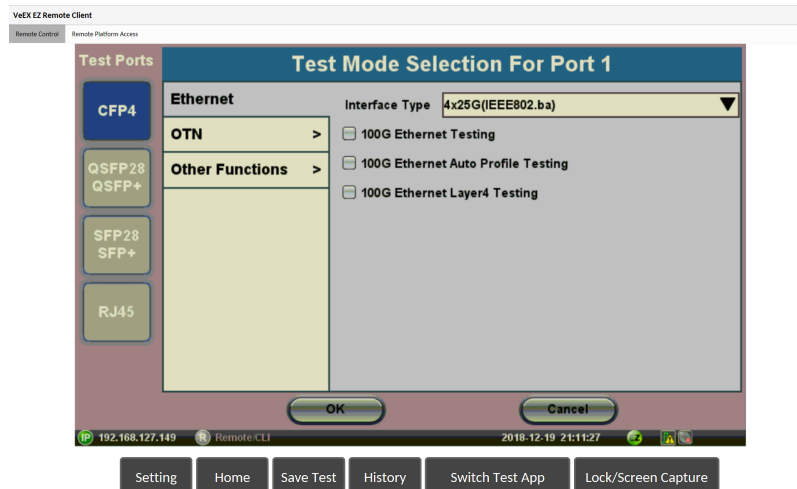 VeEX EZ Remote Client
Remote Control Remote Platform Access
Test Ports
Test Mode Selection For Port 1
CFP4
QSFP28
QSFP+
SFP28
SFP+
RJ45
Ethernet
OTN >
Other Functions >
Interface Type 4x25G(IEEE802.ba)
100G Ethernet Testing
100G Ethernet Auto Profile Testing
100G Ethernet Layer4 Testing
OK Cancel
IP 192.168.127.149 R Remote/CLI 2018-12-19 21:11:27
Setting Home Save Test History Switch Test App Lock/Screen Capture